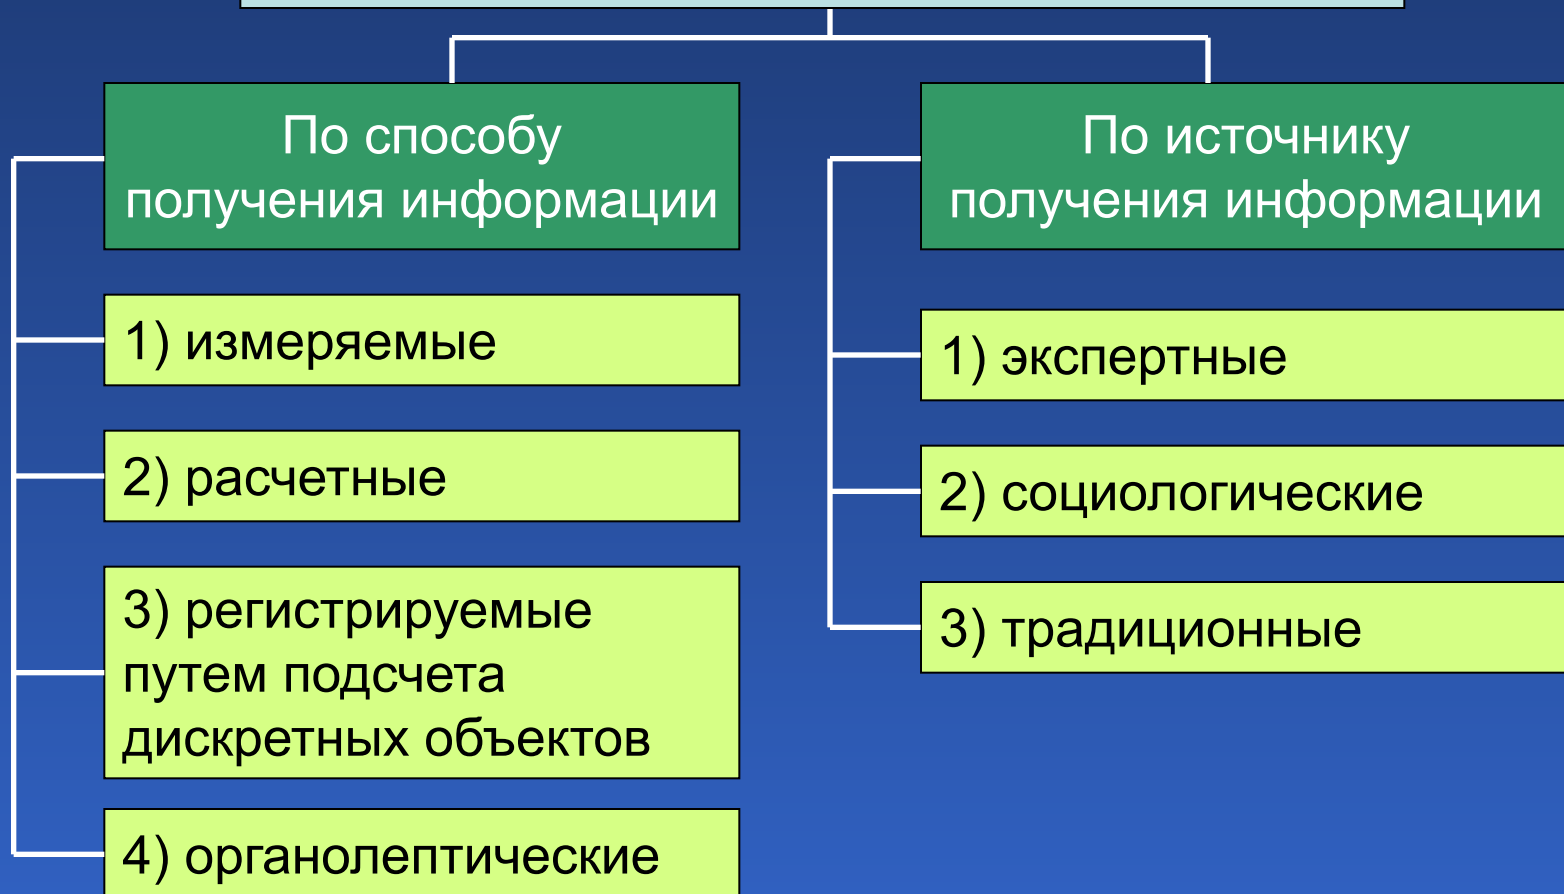 По способу
получения информации
1) измеряемые
2) расчетные
3) регистрируемые
путем подсчета
дискретных объектов
4) органолептические
По источнику
получения информации
1) экспертные
2) социологические
3) традиционные